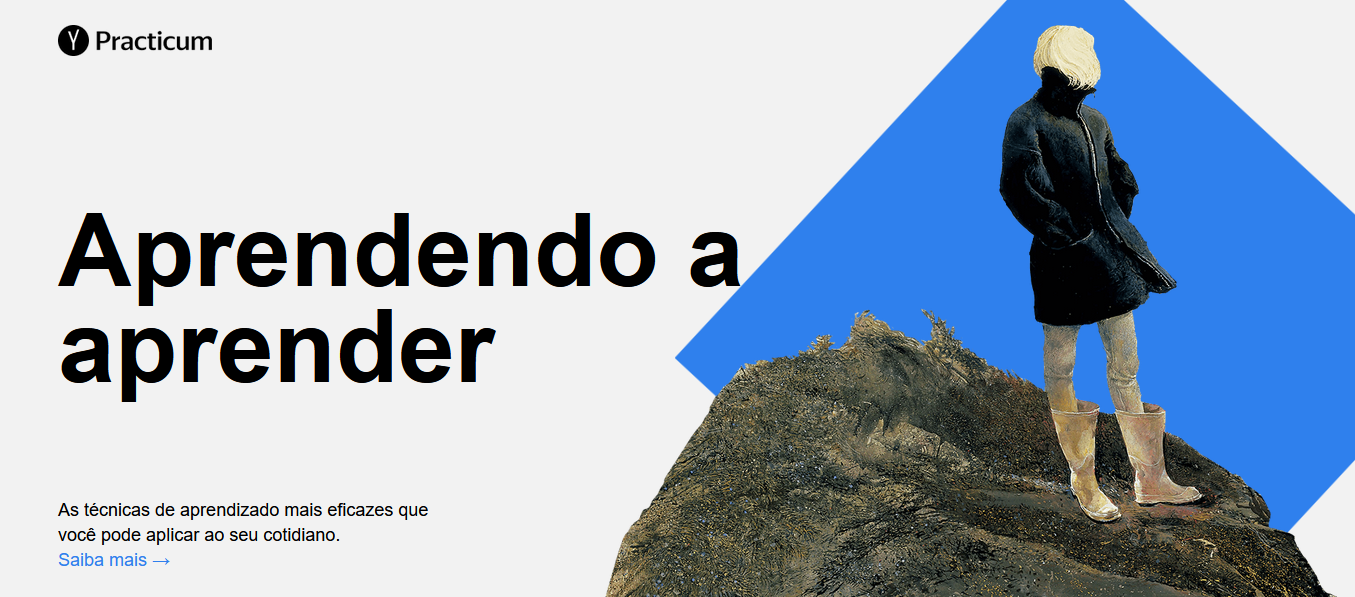 Practicum
Aprendendo a
aprender
As técnicas de aprendizado mais eficazes que
você pode aplicar ao seu cotidiano.
Saiba mais →